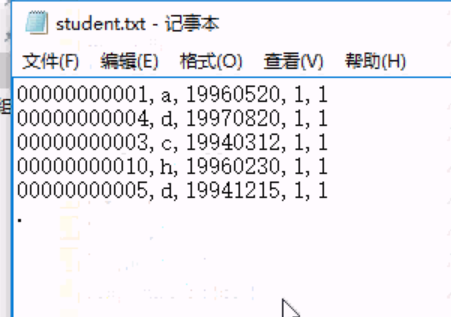 student.txt - 记事本
文件(F) 编辑(E) 格式(O) 查看(V) 帮助(H)
00000000001, a, 19960520, 1, 1
00000000004, d, 19970820, 1, 1
00000000003, c, 19940312, 1, 1
00000000010, h, 19960230, 1, 1
00000000005, d, 19941215, 1, 1
.